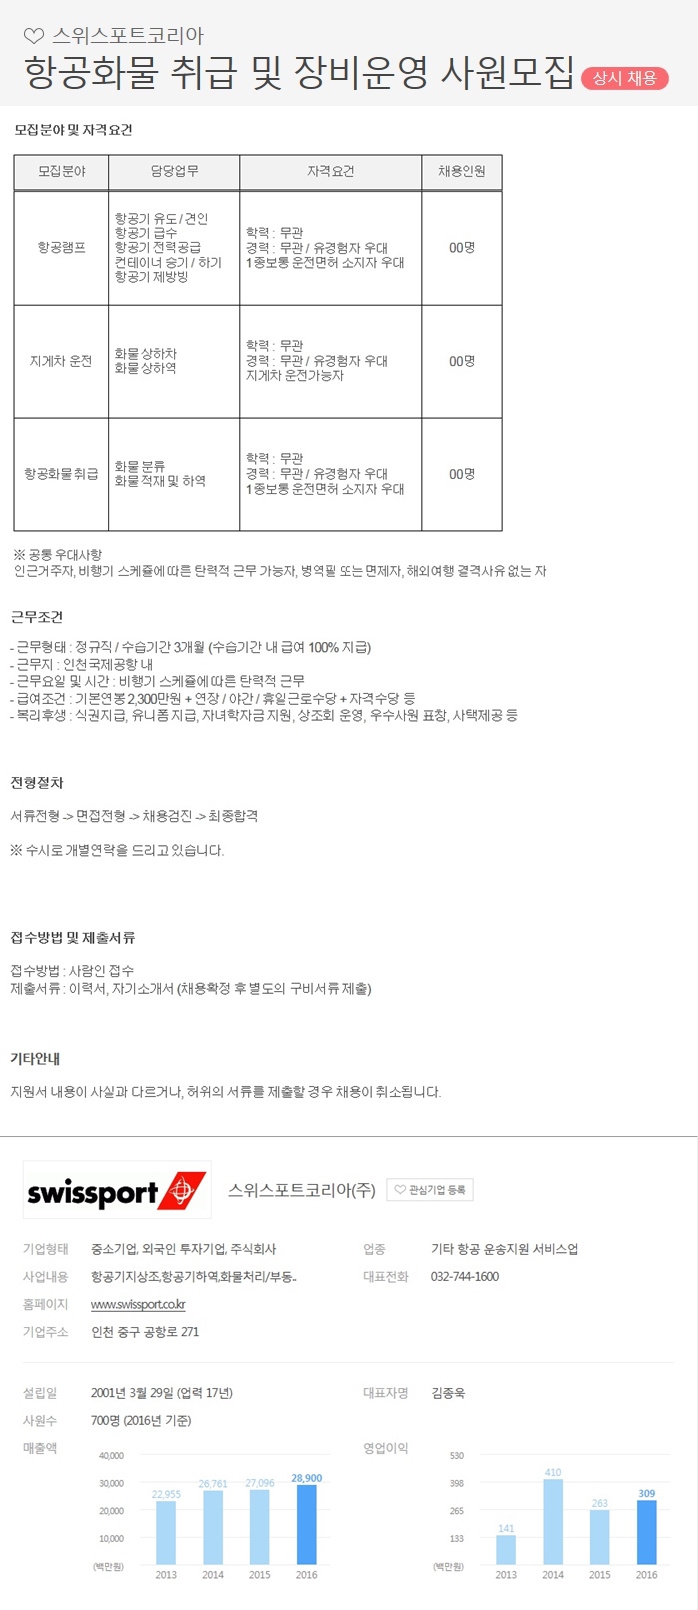 스위스포트코리아
항공화물 취급 및 장비운영 사원모집 상시 채용
모집분야 및 자격요건
모집분야 담당업무 자격요건 채용인원
항공램프
항공기 유도 / 견인
항공기 급수
항공기 전력공급
컨테이너 승기 / 하기
항공기 제방빙
학력 : 무관
경력 : 무관 / 유경험자 우대
1종보통 운전면허 소지자 우대
00명
지게차 운전
화물 상하차
화물 상하역
학력 : 무관
경력 : 무관 / 유경험자 우대
지게차 운전가능자
00명
항공화물 취급
화물 분류
화물 적재 및 하역
학력 : 무관
경력 : 무관 / 유경험자 우대
1종보통 운전면허 소지자 우대
00명
※ 공통 우대사항
인근거주자, 비행기 스케쥴에 따른 탄력적 근무 가능자, 병역필 또는 면제자, 해외여행 결격사유 없는 자
근무조건
- 근무형태 : 정규직 / 수습기간 3개월 (수습기간 내 급여 100% 지급)
- 근무지 : 인천국제공항 내
- 근무요일 및 시간 : 비행기 스케쥴에 따른 탄력적 근무
- 급여조건 : 기본연봉 2,300만원 + 연장 / 야간 / 휴일근로수당 + 자격수당 등
- 복리후생 : 식권지급, 유니폼 지급, 자녀학자금 지원, 상조회 운영, 우수사원 표창, 사택제공 등
전형절차
서류전형 -> 면접전형 -> 채용검진 -> 최종합격
※ 수시로 개별연락을 드리고 있습니다.
접수방법 및 제출서류
접수방법 : 사람인 접수
제출서류 : 이력서, 자기소개서 (채용확정 후 별도의 구비서류 제출)
기타안내
지원서 내용이 사실과 다르거나, 허위의 서류를 제출할 경우 채용이 취소됩니다.
swissport 스위스포트코리아(주) 관심기업 등록
기업형태 중소기업, 외국인 투자기업, 주식회사 업종 기타 항공 운송지원 서비스업
사업내용 항공기지상조,항공기하역,화물처리/부동.. 대표전화 032-744-1600
홈페이지 www.swissport.co.kr
기업주소 인천 중구 공항로 271
설립일 2001년 3월 29일 (업력 17년) 대표자명 김종욱
사원수 700명 (2016년 기준)
매출액
40,000
30,000
20,000
10,000
(백만원)
22,955 26,761 27,096 28,900
2013 2014 2015 2016
영업이익
530
398
265
133
(백만원)
141 410 263 309
2013 2014 2015 2016